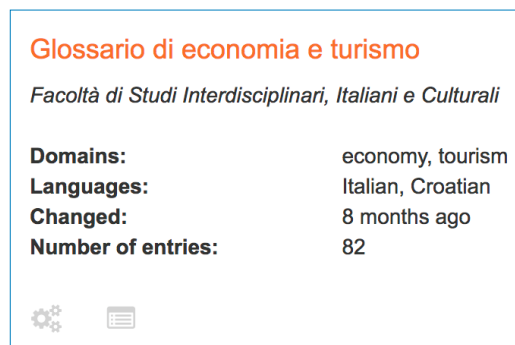 Glossario di economia e turismo
Facoltà di Studi Interdisciplinari, Italiani e Culturali
Domains: economy, tourism
Languages: Italian, Croatian
Changed: 8 months ago
Number of entries: 82